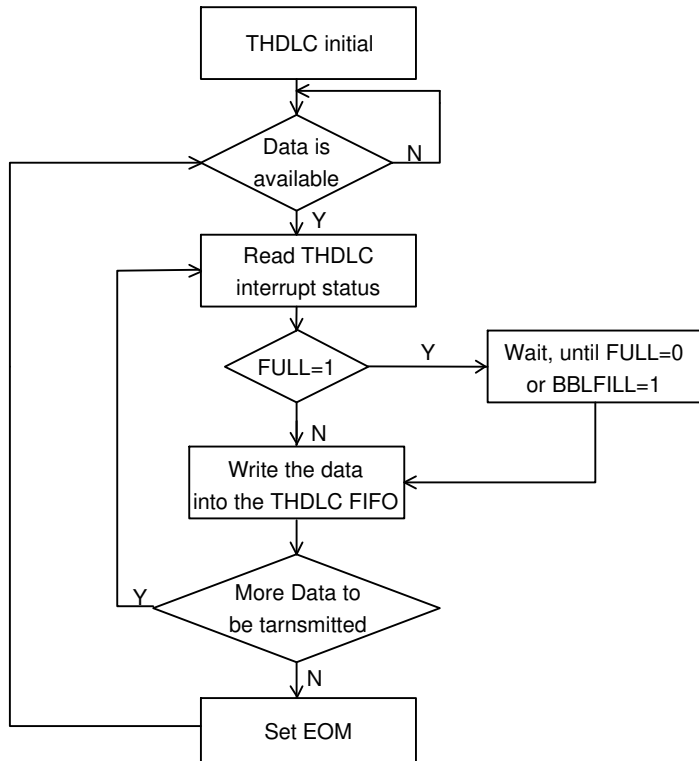 THDLC initial
Data is
available
N
Y
Read THDLC
interrupt status
FULL=1
Y
Wait, until FULL=0
or BBLFILL=1
N
Write the data
into the THDLC FIFO
More Data to
be tarnsmitted
Y
N
Set EOM